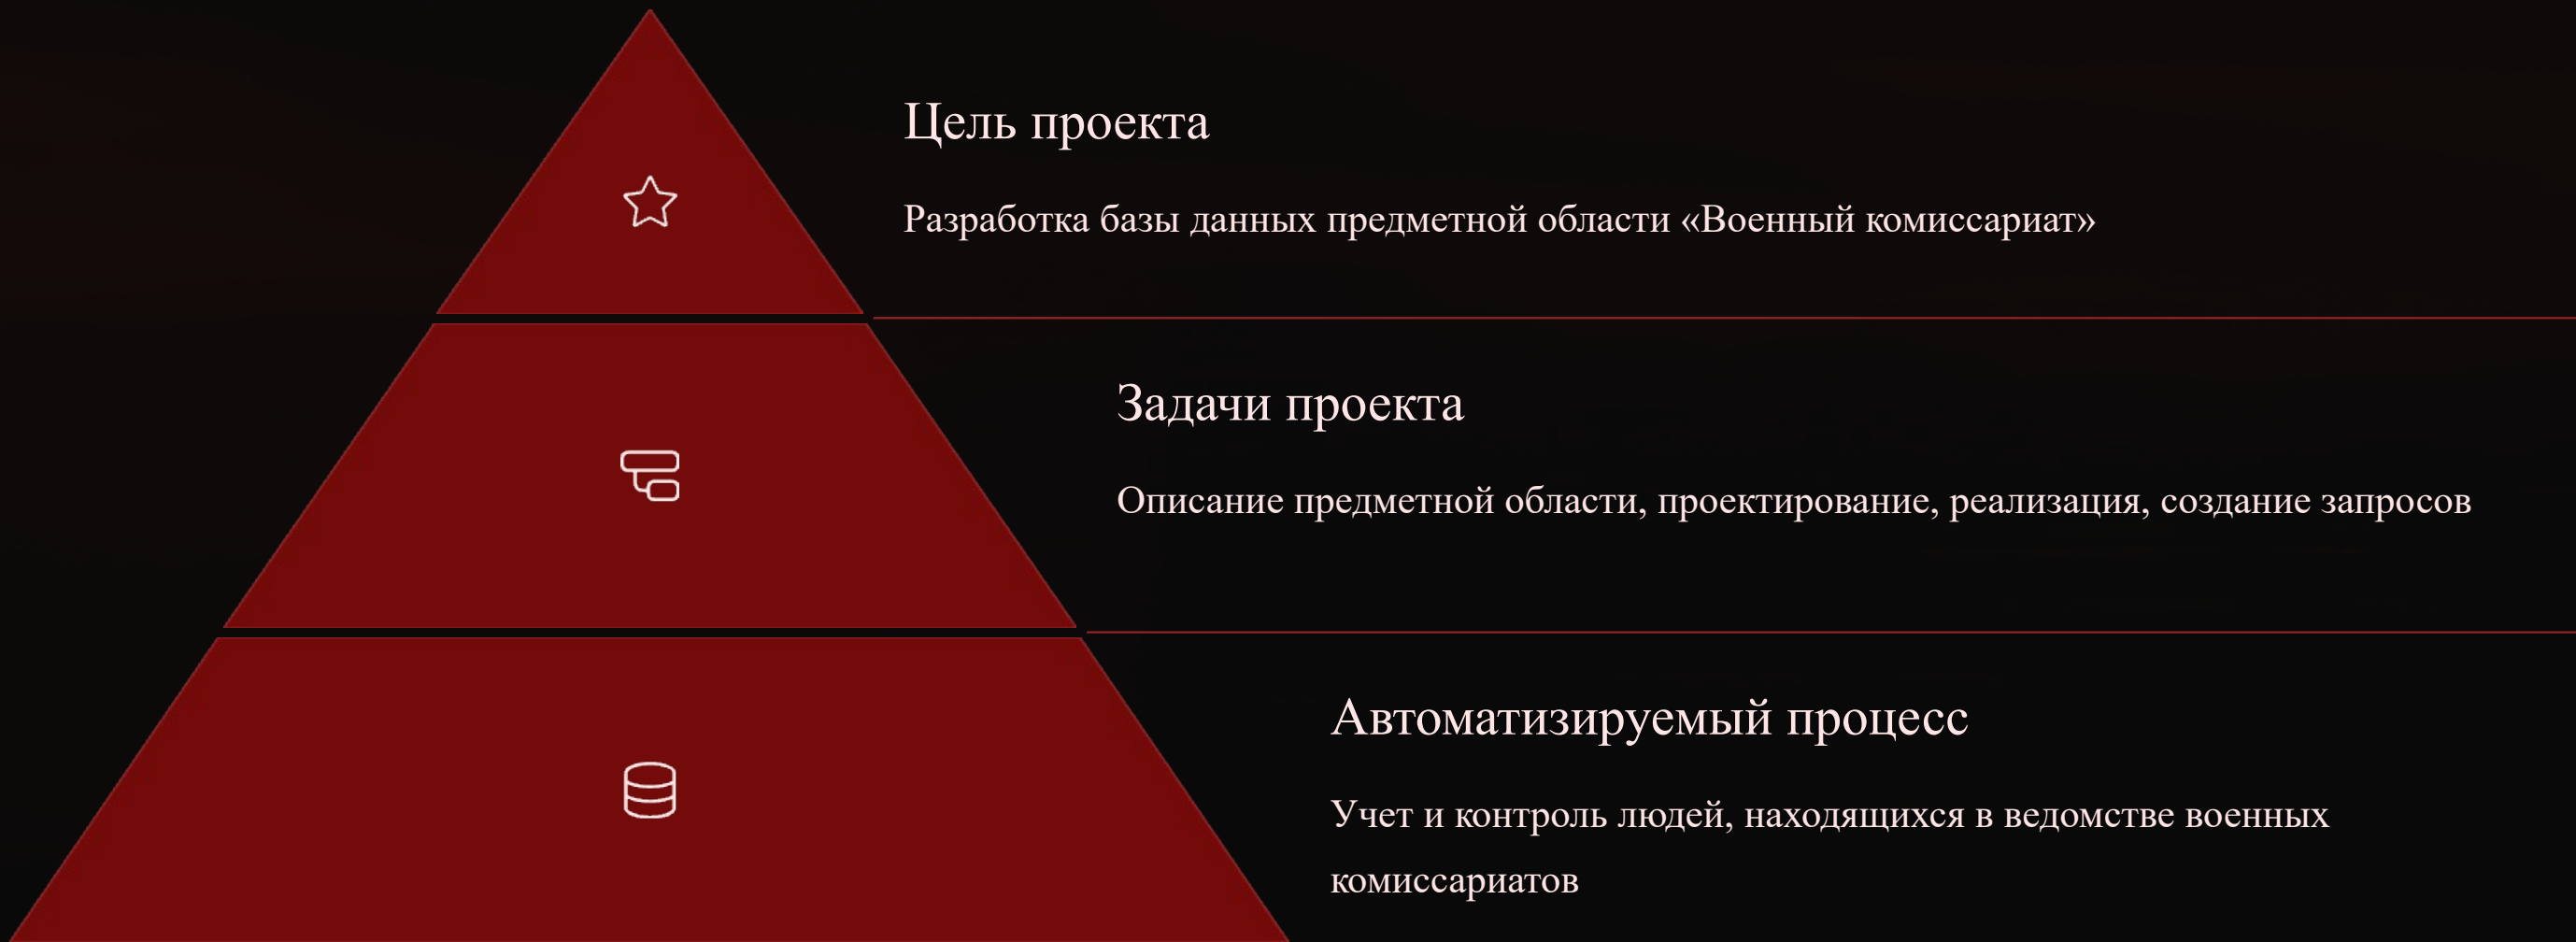 Цель проекта
Разработка базы данных предметной области «Военный комиссариат»
Задачи проекта
Описание предметной области, проектирование, реализация, создание запросов
Автоматизируемый процесс
Учет и контроль людей, находящихся в ведомстве военных
комиссариатов